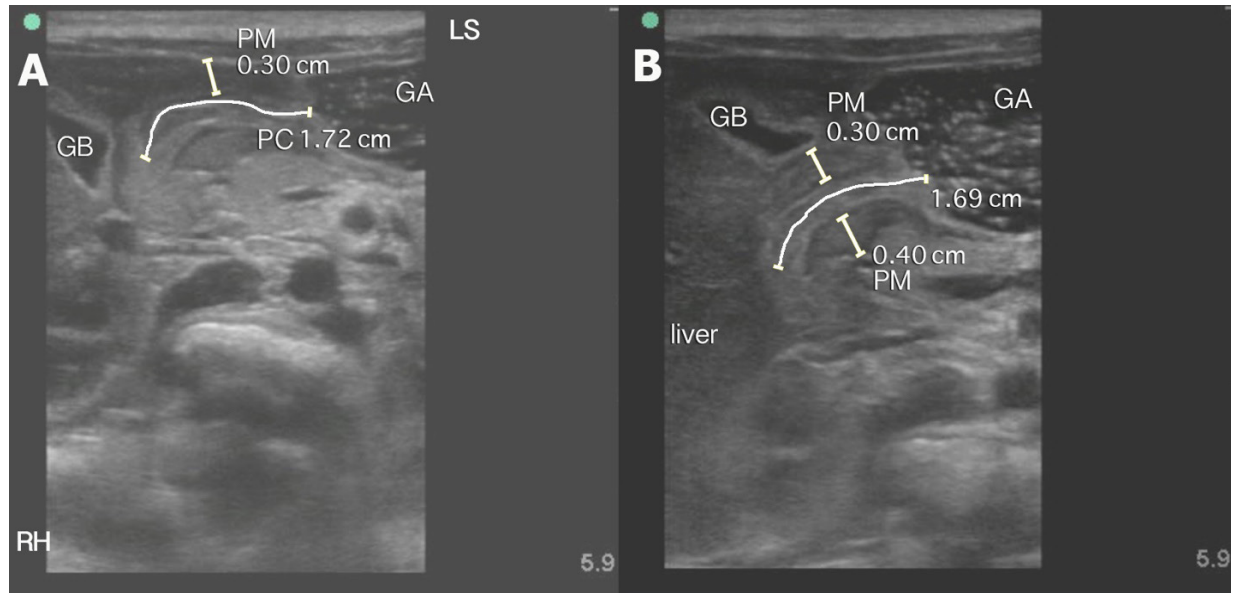 A
LS
PM
0.30 cm
GA
GB
PC 1.72 cm
RH
5.9
B
GB
PM
0.30 cm
GA
1.69 cm
0.40 cm
PM
liver
5.9